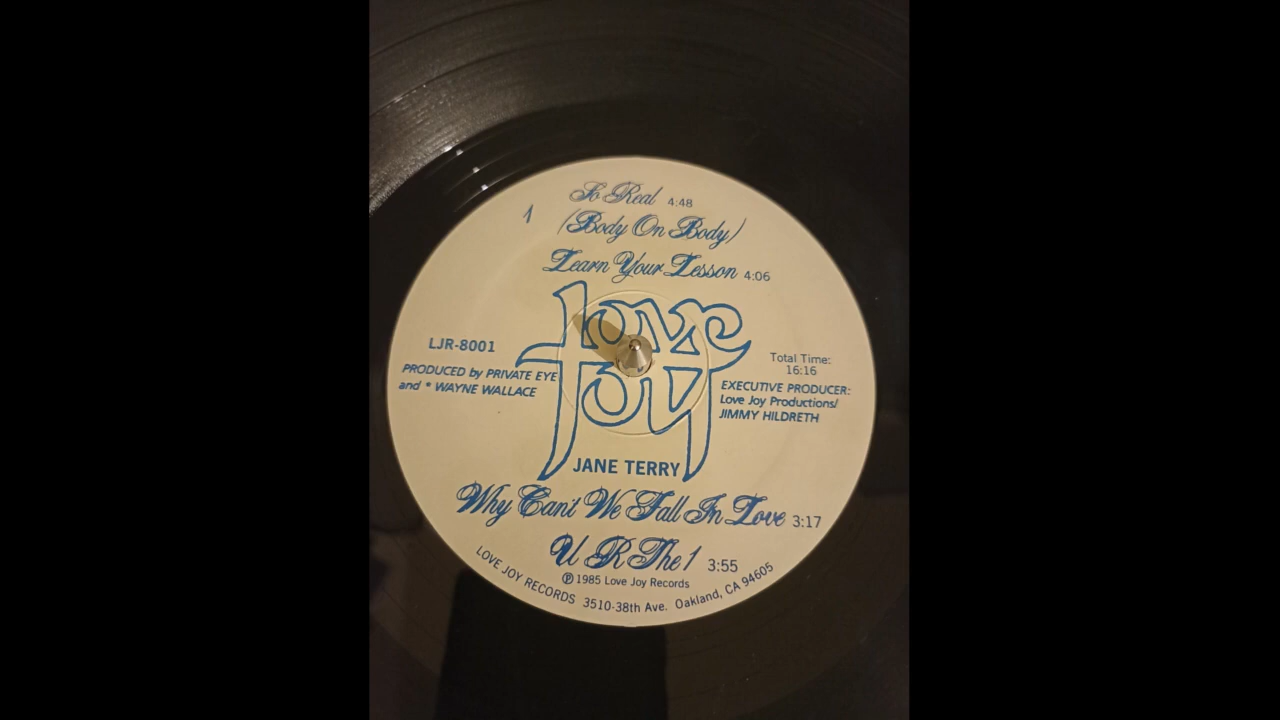 So Real 4:48
1
(Body On Body)
Learn Your Lesson 4:06
Love
Joy
LJR-8001
PRODUCED by PRIVATE EYE
and * WAYNE WALLACE
Total Time:
16:16
EXECUTIVE PRODUCER:
Love Joy Productions/
JIMMY HILDRETH
JANE TERRY
Why Can't We Fall In Love 3:17
U R The 1 3:55
℗ 1985 Love Joy Records
LOVE JOY RECORDS 3510-38th Ave. Oakland, CA 94605